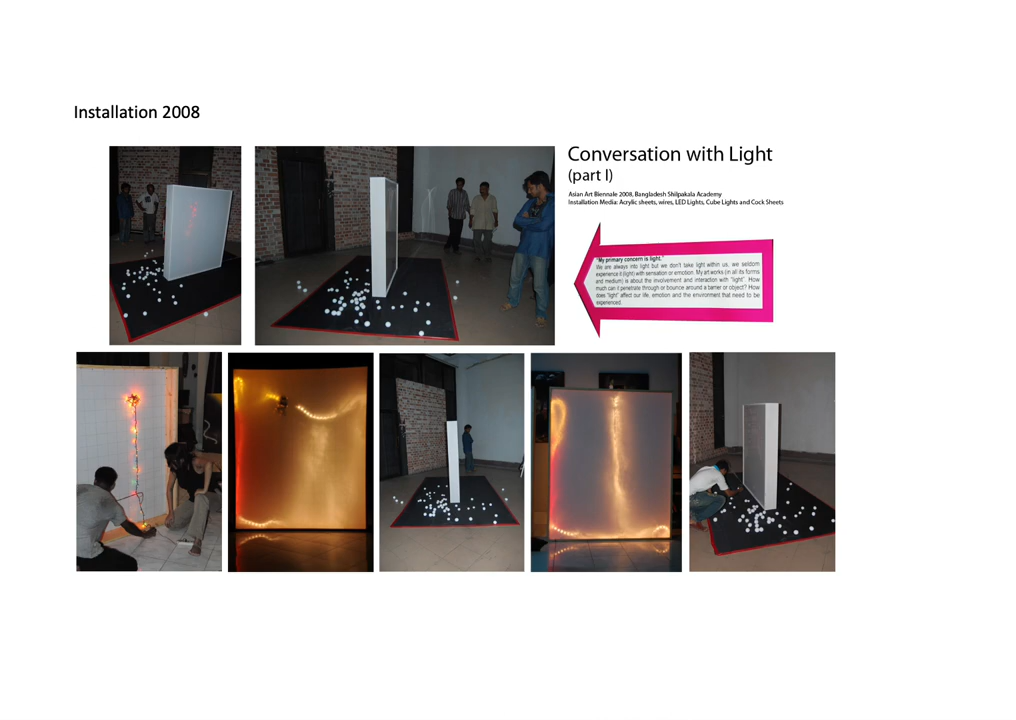 Installation 2008
Conversation with Light
(part I)
Asian Art Biennale 2008, Bangladesh Shilpakala Academy
Installation Media: Acrylic sheets, wires, LED Lights, Cube Lights and Cock Sheets
"My primary concern is light."
We are always into light but we don't take light within us, we seldom
experience it (light) with sensation or emotion. My art works (in all its forms
and medium) is about the involvement and interaction with "light". How
much can it penetrate through or bounce around a barrier or object? How
does "light" affect our life, emotion and the environment that need to be
experienced.